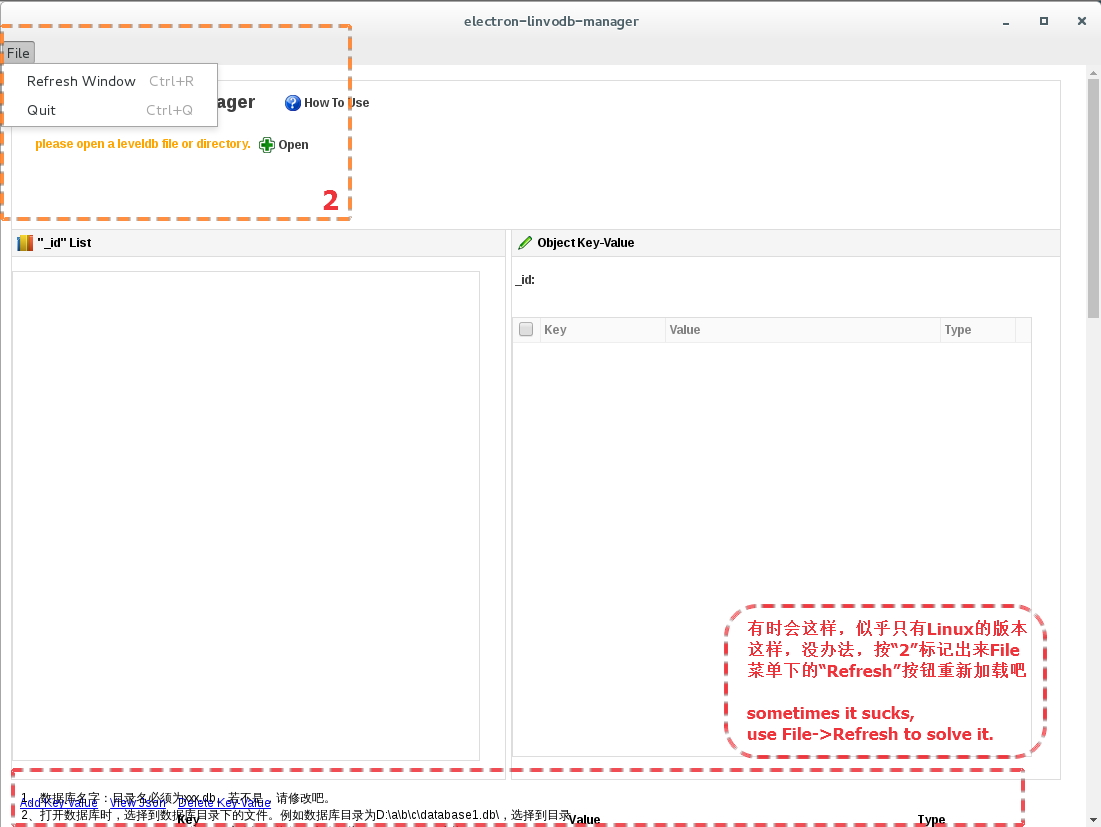 electron-linvodb-manager
File
Refresh Window Ctrl+R
Quit Ctrl+Q
ager
How To Use
please open a leveldb file or directory.
Open
2
"_id" List
Object Key-Value
_id:
Key Value Type
有时会这样，似乎只有Linux的版本
这样，没办法，按“2”标记出来File
菜单下的“Refresh”按钮重新加载吧
sometimes it sucks,
use File->Refresh to solve it.
1、数据库名字：目录名必须为xxx.db，若不是，请修改吧。
Add Key-Value View Json Delete Key-Value
2、打开数据库时，选择到数据库目录下的文件。例如数据库目录为D:\a\b\c\database1.db\，选择到目录
Key Value Type